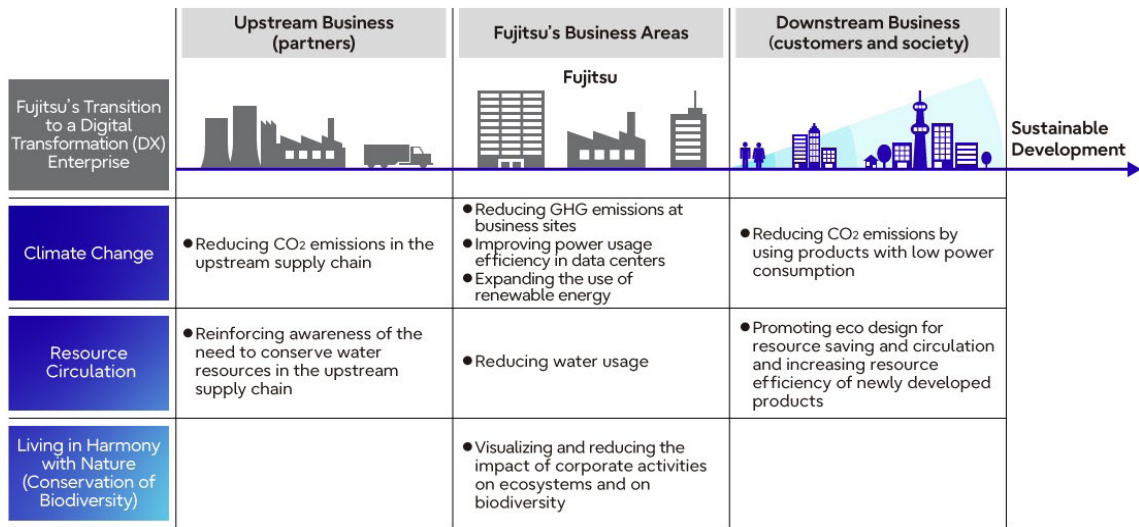 Upstream Business
(partners)
Fujitsu's Business Areas
Downstream Business
(customers and society)
Fujitsu's Transition
to a Digital
Transformation (DX)
Enterprise
Fujitsu
Sustainable
Development
Climate Change
●Reducing CO2 emissions in the
upstream supply chain
●Reducing GHG emissions at
business sites
●Improving power usage
efficiency in data centers
●Expanding the use of
renewable energy
●Reducing CO2 emissions by
using products with low power
consumption
Resource
Circulation
●Reinforcing awareness of the
need to conserve water
resources in the upstream
supply chain
●Reducing water usage
●Promoting eco design for
resource saving and circulation
and increasing resource
efficiency of newly developed
products
Living in Harmony
with Nature
(Conservation of
Biodiversity)
●Visualizing and reducing the
impact of corporate activities
on ecosystems and on
biodiversity